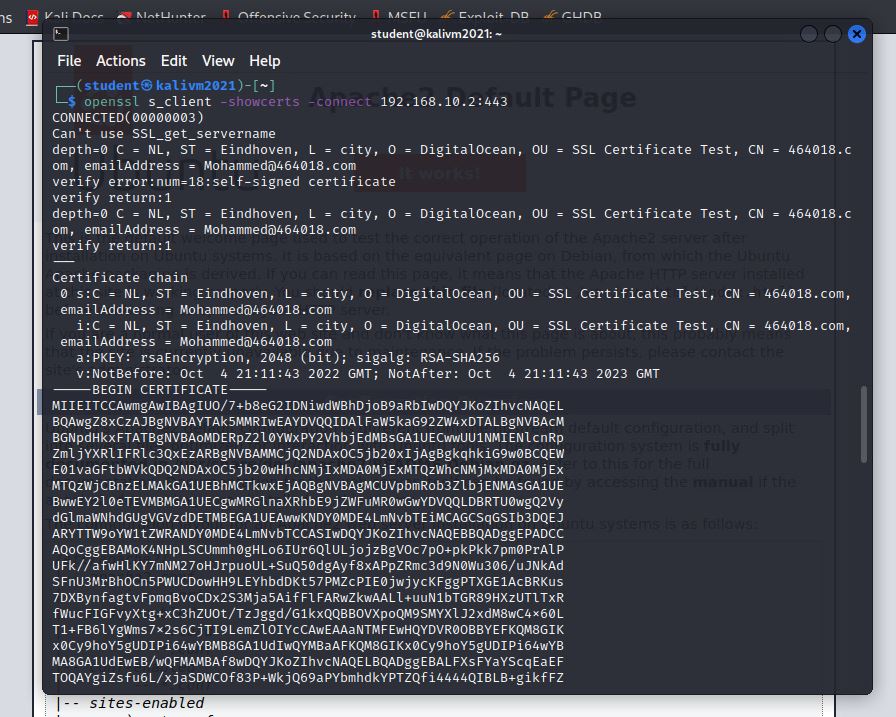 ns Kali Docs NetHunter Offensive Security MSFU Exploit-DB GHDB
student@kalivm2021: ~
File Actions Edit View Help
┌──(student㉿kalivm2021)-[~]
└─$ openssl s_client -showcerts -connect 192.168.10.2:443
Apache2 Default Page
CONNECTED(00000003)
Can't use SSL_get_servername
depth=0 C = NL, ST = Eindhoven, L = city, O = DigitalOcean, OU = SSL Certificate Test, CN = 464018.c
om, emailAddress = Mohammed@464018.com
It works!
verify error:num=18:self-signed certificate
verify return:1
depth=0 C = NL, ST = Eindhoven, L = city, O = DigitalOcean, OU = SSL Certificate Test, CN = 464018.c
om, emailAddress = Mohammed@464018.com
verify return:1
---
Certificate chain
 0 s:C = NL, ST = Eindhoven, L = city, O = DigitalOcean, OU = SSL Certificate Test, CN = 464018.com,
 emailAddress = Mohammed@464018.com
   i:C = NL, ST = Eindhoven, L = city, O = DigitalOcean, OU = SSL Certificate Test, CN = 464018.com,
 emailAddress = Mohammed@464018.com
   a:PKEY: rsaEncryption, 2048 (bit); sigalg: RSA-SHA256
   v:NotBefore: Oct  4 21:11:43 2022 GMT; NotAfter: Oct  4 21:11:43 2023 GMT
-----BEGIN CERTIFICATE-----
MIIEITCCAwmgAwIBAgIUO/7+b8eG2IDNiwdWBhDjoB9aRbIwDQYJKoZIhvcNAQEL
BQAwgZ8xCzAJBgNVBAYTAk5MMRIwEAYDVQQIDAlFaW5kaG92ZW4xDTALBgNVBAcM
BGNpdHkxFTATBgNVBAoMDERpZ2l0YWxPY2VhbjEdMBsGA1UECwwUU1NMIENlcnRp
ZmljYXRlIFRlc3QxEzARBgNVBAMMCjQ2NDAxOC5jb20xIjAgBgkqhkiG9w0BCQEW
E01vaGFtbWVkQDQ2NDAxOC5jb20wHhcNMjIxMDA0MjExMTQzWhcNMjMxMDA0MjEx
MTQzWjCBnzELMAkGA1UEBhMCTkwxEjAQBgNVBAgMCUVpbmRob3ZlbjENMAsGA1UE
BwwEY2l0eTEVMBMGA1UECgwMRGlnaXRhbE9jZWFuMR0wGwYDVQQLDBRTU0wgQ2Vy
dGlmaWNhdGUgVGVzdDETMBEGA1UEAwwKNDY0MDE4LmNvbTEiMCAGCSqGSIb3DQEJ
ARYTTW9oYW1tZWRANDY0MDE4LmNvbTCCASIwDQYJKoZIhvcNAQEBBQADggEPADCC
AQoCggEBAMoK4NHpLSCUmmh0gHLo6IUr6QlULjojzBgVOc7pO+pkPkk7pm0PrAlP
UFk//afwHlKY7mNM27oHJrpuoUL+SuQ50dgAyf8xAPpZRmc3d9N0Wu306/uJNkAd
SFnU3MrBhOCn5PWUCDowHH9LEYhbdDKt57PMZcPIE0jwjycKFggPTXGE1AcBRKus
7DXBynfagtvFpmqBvoCDx2S3Mja5AifFlFARwZkwAALl+uuN1bTGR89HXzUTlTxR
fWucFIGFvyXtg+xC3hZUOt/TzJggd/G1kxQQBBOVXpoQM9SMYXlJ2xdM8wC4×60L
T1+FB6lYgWms7×2s6CjTI9LemZlOIYcCAwEAAaNTMFEwHQYDVR0OBBYEFKQM8GIK
x0Cy9hoY5gUDIPi64wYBMB8GA1UdIwQYMBaAFKQM8GIKx0Cy9hoY5gUDIPi64wYB
MA8GA1UdEwEB/wQFMAMBAf8wDQYJKoZIhvcNAQELBQADggEBALFXsFYaYScqEaEF
TOQAYgiZsfu6L/xjaSDWCOf83P+WkjQ69aPYbmhdkYPTZQfi4444QIBLB+gikfFZ
|-- sites-enabled